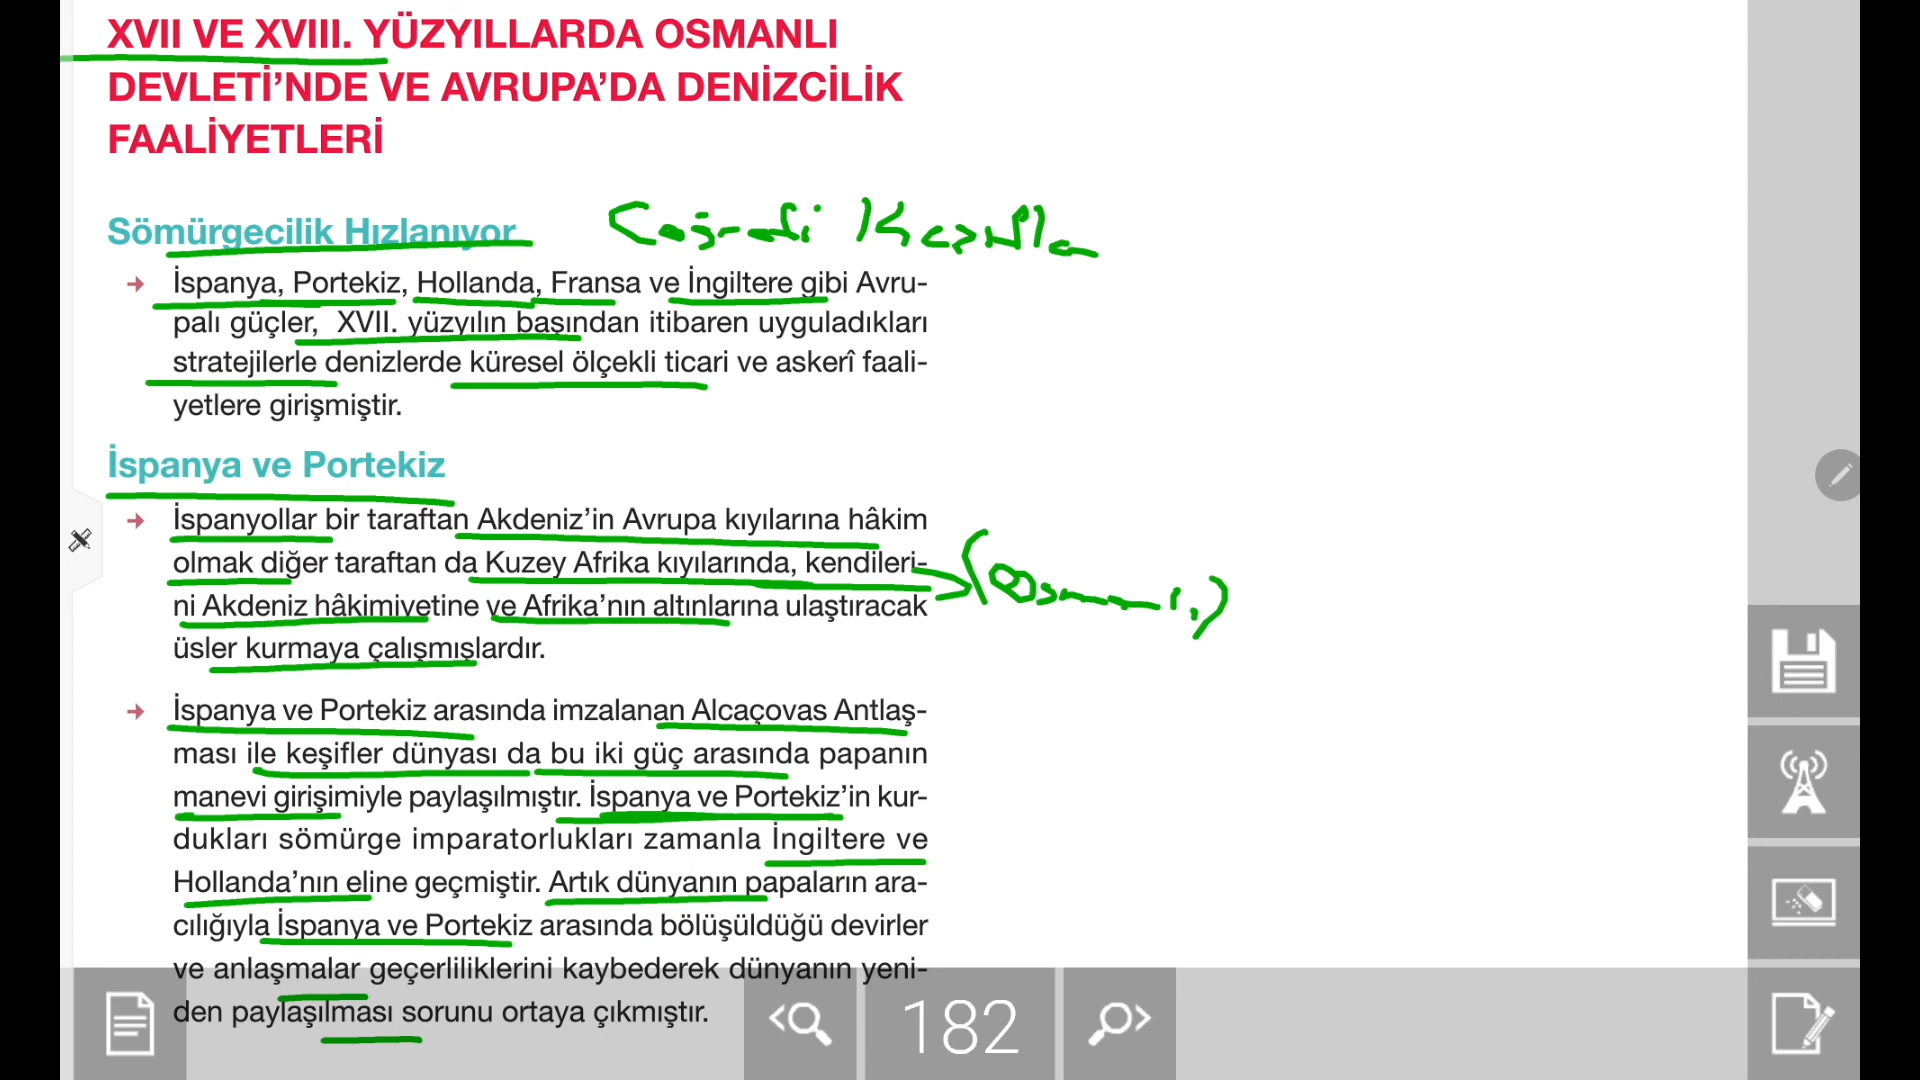 XVII VE XVIII. YÜZYILLARDA OSMANLI
DEVLETİ’NDE VE AVRUPA’DA DENİZCİLİK
FAALİYETLERİ
Sömürgecilik Hızlanıyor
Coğrafi Keşifle
İspanya, Portekiz, Hollanda, Fransa ve İngiltere gibi Avru-
palı güçler, XVII. yüzyılın başından itibaren uyguladıkları
stratejilerle denizlerde küresel ölçekli ticari ve askerî faali-
yetlere girişmiştir.
İspanya ve Portekiz
İspanyollar bir taraftan Akdeniz’in Avrupa kıyılarına hâkim
olmak diğer taraftan da Kuzey Afrika kıyılarında, kendileri-
ni Akdeniz hâkimiyetine ve Afrika’nın altınlarına ulaştıracak
üsler kurmaya çalışmışlardır.
İspanya ve Portekiz arasında imzalanan Alcaçovas Antlaş-
ması ile keşifler dünyası da bu iki güç arasında papanın
manevi girişimiyle paylaşılmıştır. İspanya ve Portekiz’in kur-
dukları sömürge imparatorlukları zamanla İngiltere ve
Hollanda’nın eline geçmiştir. Artık dünyanın papaların ara-
cılığıyla İspanya ve Portekiz arasında bölüşüldüğü devirler
ve anlaşmalar geçerliliklerini kaybederek dünyanın yeni-
den paylaşılması sorunu ortaya çıkmıştır.
182